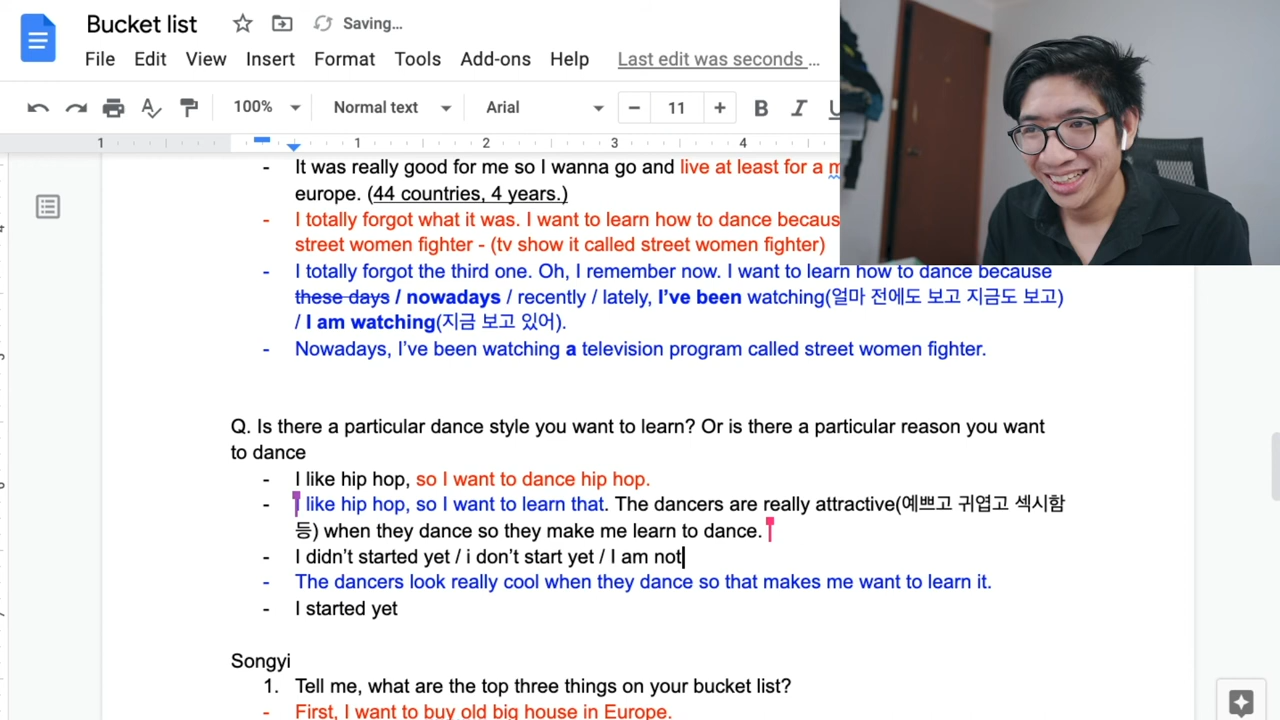 Bucket list
Saving…
File Edit View Insert Format Tools Add-ons Help Last edit was seconds …
100% Normal text Arial 11 B I U
1 1 2 3 4
- It was really good for me so I wanna go and live at least for a
europe. (44 countries, 4 years.)
- I totally forgot what it was. I want to learn how to dance
street women fighter - (tv show it called street women fighter)
- I totally forgot the third one. Oh, I remember now. I want to learn how to dance because
these days / nowadays / recently / lately, I've been watching(얼마 전에도 보고 지금도 보고)
/ I am watching(지금 보고 있어).
- Nowadays, I've been watching a television program called street women fighter.
Q. Is there a particular dance style you want to learn? Or is there a particular reason you want
to dance
- I like hip hop, so I want to dance hip hop.
- I like hip hop, so I want to learn that. The dancers are really attractive(예쁘고 귀엽고 섹시함
등) when they dance so they make me learn to dance.
- I didn't started yet / i don't start yet / I am not
- The dancers look really cool when they dance so that makes me want to learn it.
- I started yet
Songyi
1. Tell me, what are the top three things on your bucket list?
- First, I want to buy old big house in Europe.